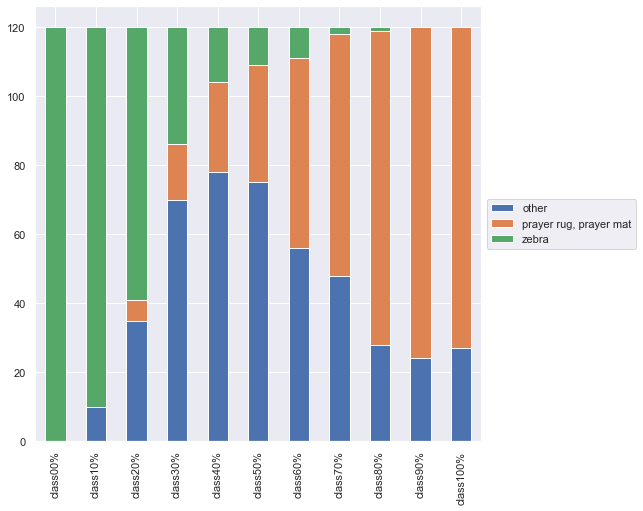 120
100
80
60
40
20
0
class00%
class10%
class20%
class30%
class40%
class50%
class60%
class70%
class80%
class90%
class100%
other
prayer rug, prayer mat
zebra